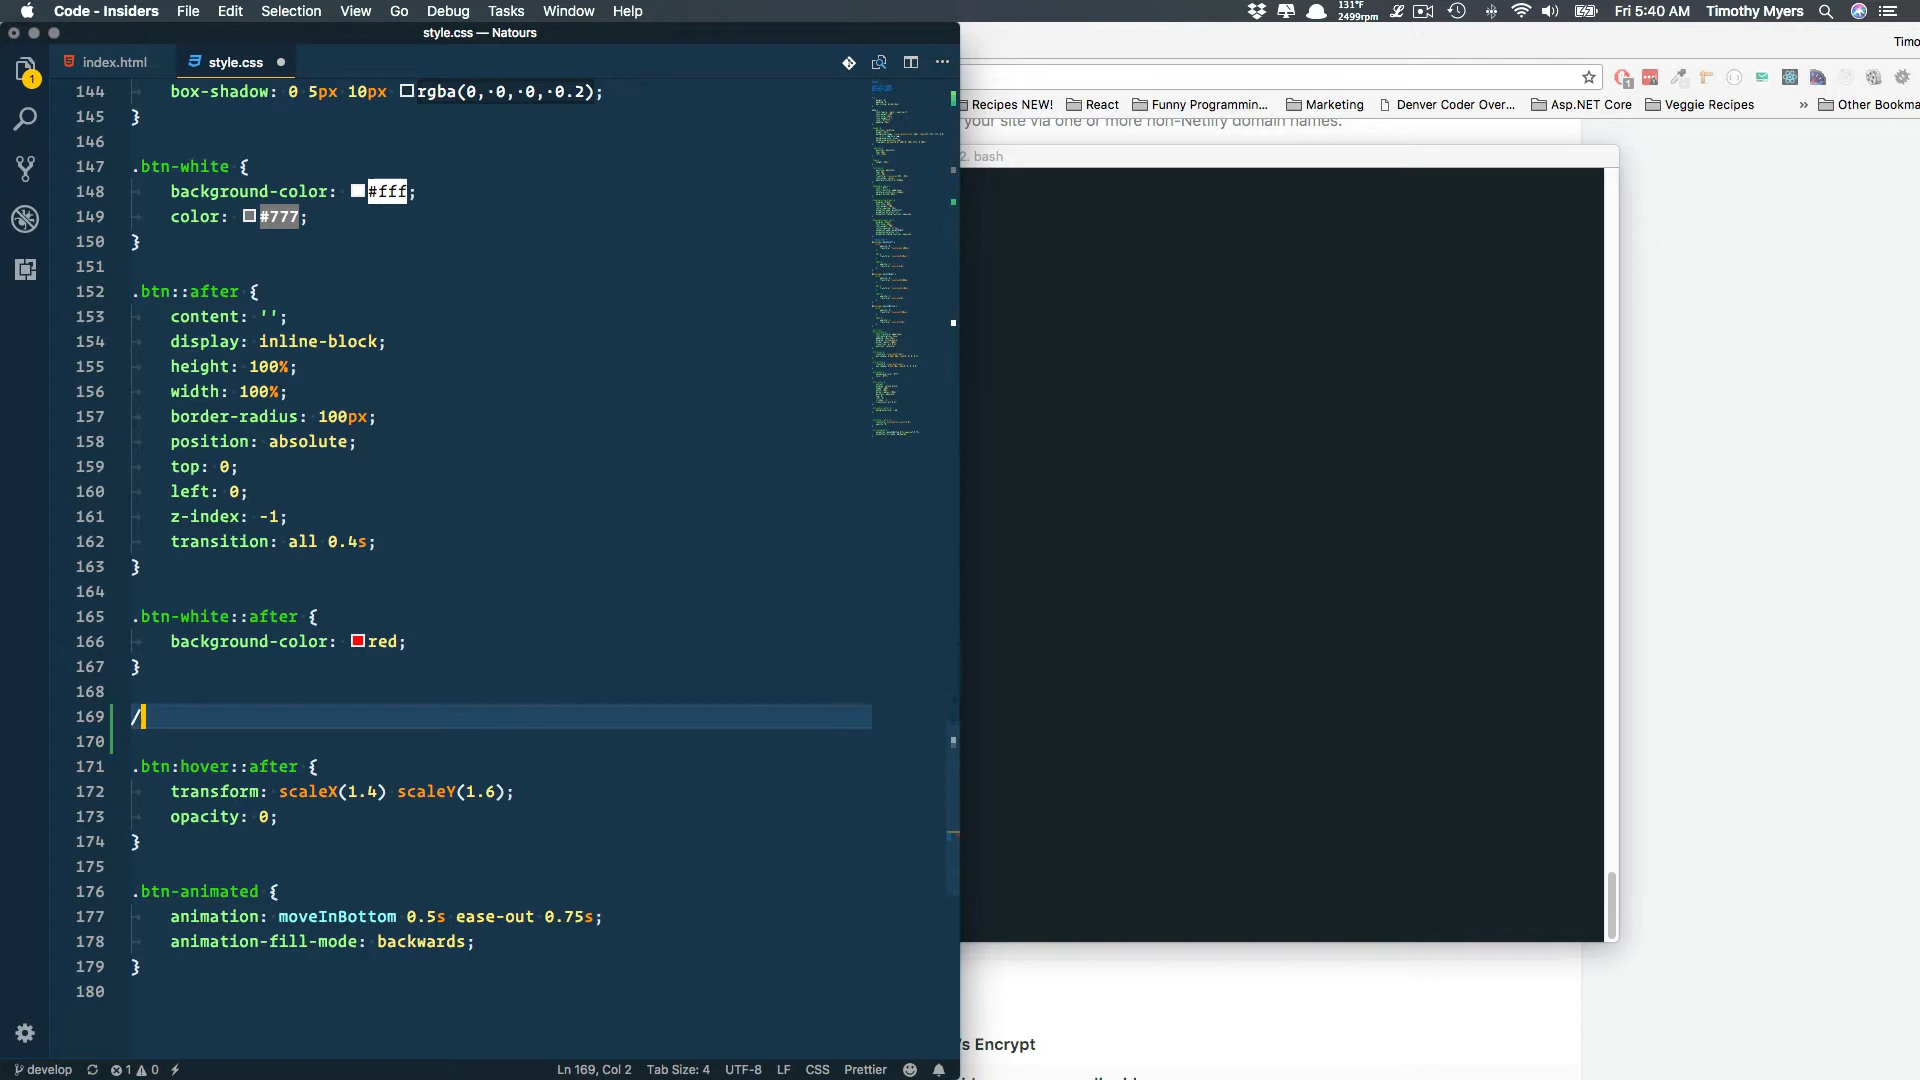 Code - Insiders File Edit Selection View Go Debug Tasks Window Help 131°F 2499rpm Fri 5:40 AM Timothy Myers
style.css — Natours
Timo
index.html style.css
Recipes NEW! React Funny Programmin... Marketing Denver Coder Over... Asp.NET Core Veggie Recipes » Other Bookma
your site via one or more non-Netlify domain names.
2. bash
144 box-shadow: 0 5px 10px rgba(0,·0,·0,·0.2);
145 }
146
147 .btn-white {
148 background-color: #fff;
149 color: #777;
150 }
151
152 .btn::after {
153 content: '';
154 display: inline-block;
155 height: 100%;
156 width: 100%;
157 border-radius: 100px;
158 position: absolute;
159 top: 0;
160 left: 0;
161 z-index: -1;
162 transition: all 0.4s;
163 }
164
165 .btn-white::after {
166 background-color: red;
167 }
168
169 /
170
171 .btn:hover::after {
172 transform: scaleX(1.4) scaleY(1.6);
173 opacity: 0;
174 }
175
176 .btn-animated {
177 animation: moveInBottom 0.5s ease-out 0.75s;
178 animation-fill-mode: backwards;
179 }
180
's Encrypt
develop 1 0 Ln 169, Col 2 Tab Size: 4 UTF-8 LF CSS Prettier